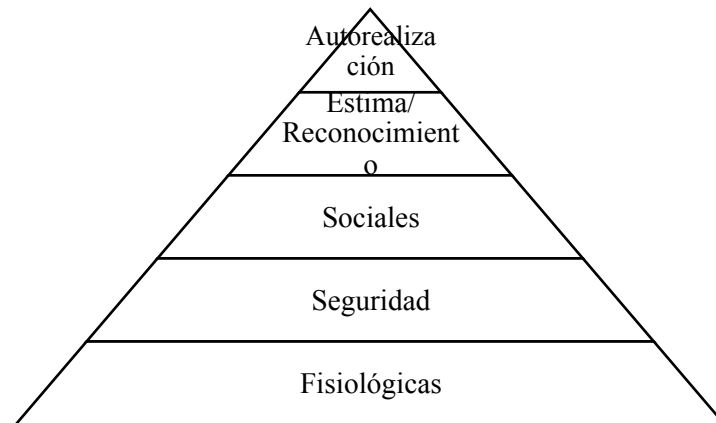 Autorealiza
ción
Estima/
Reconocimient
o
Sociales
Seguridad
Fisiológicas